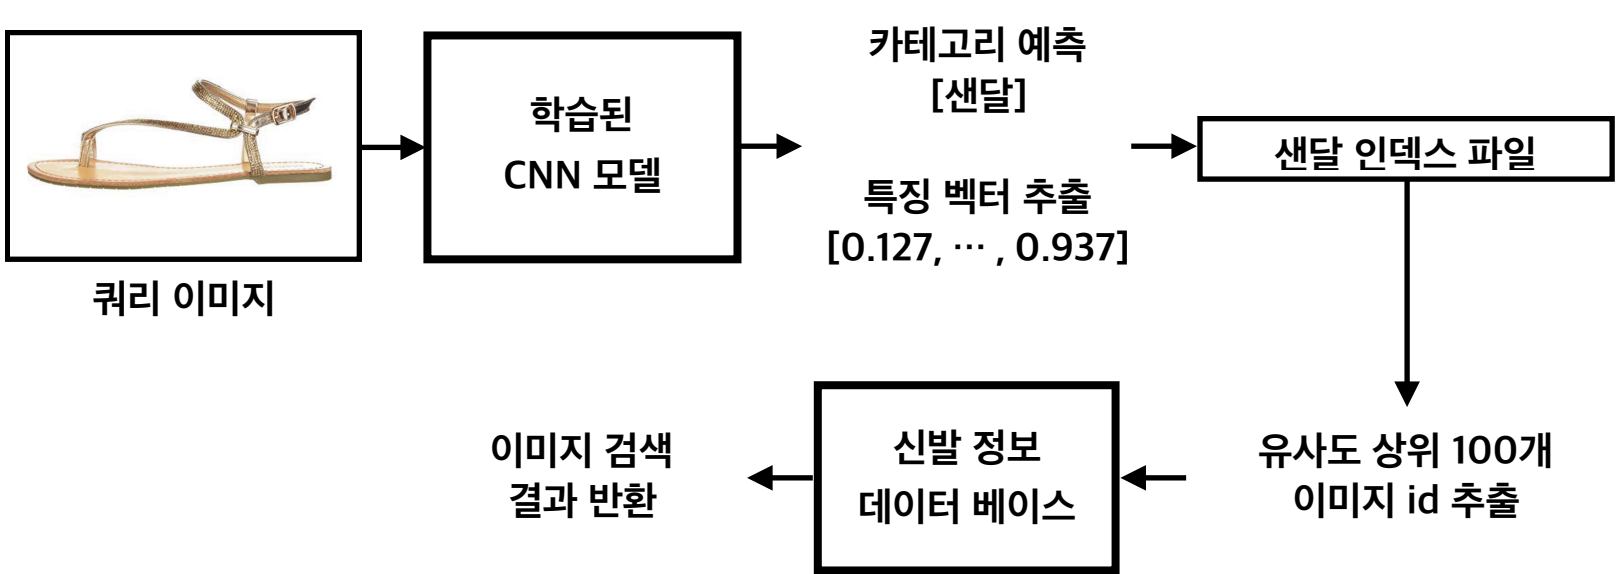 쿼리 이미지
학습된
CNN 모델
카테고리 예측
[샌달]
특징 벡터 추출
[0.127, ··· , 0.937]
샌달 인덱스 파일
유사도 상위 100개
이미지 id 추출
신발 정보
데이터 베이스
이미지 검색
결과 반환